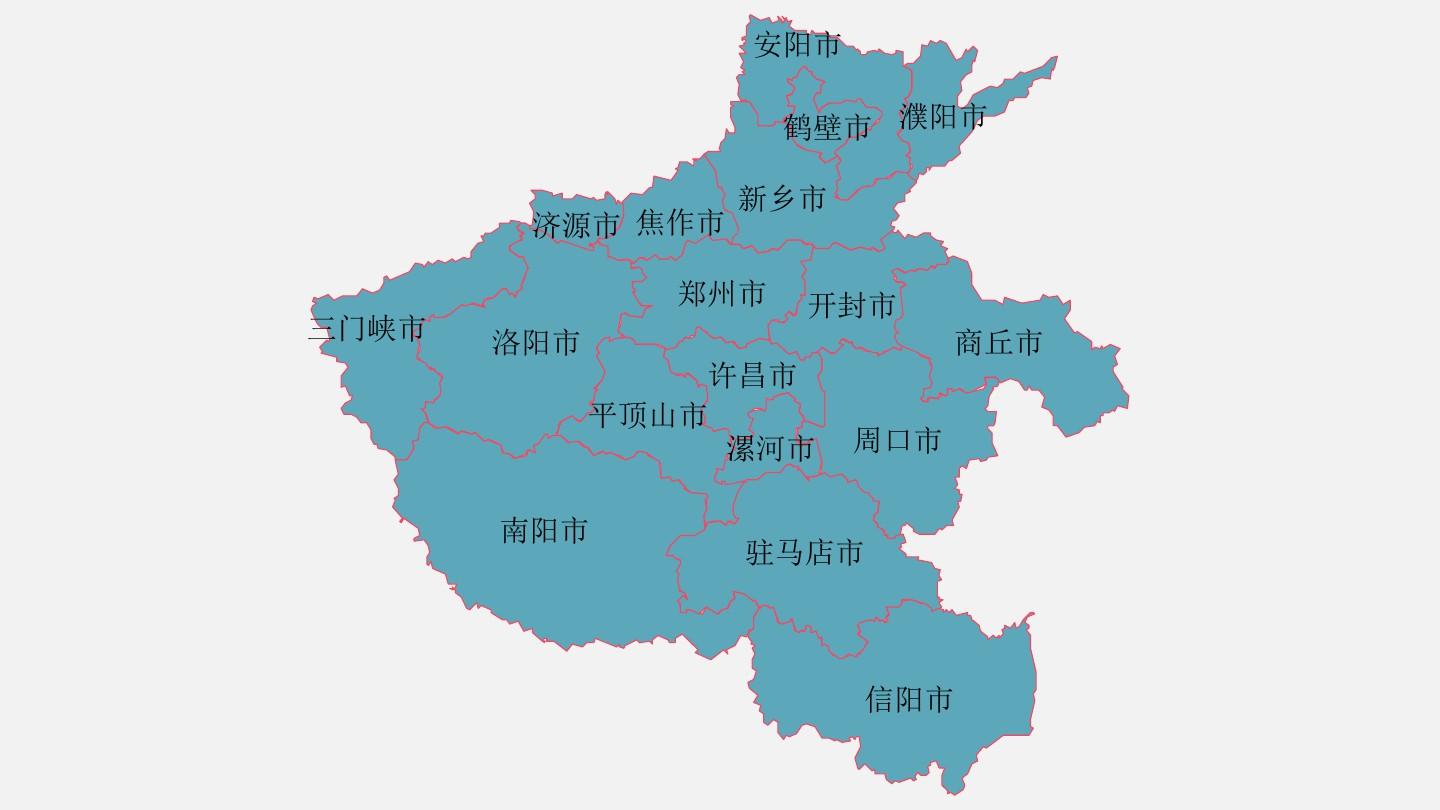 安阳市
濮阳市
鹤壁市
新乡市
济源市
焦作市
郑州市
开封市
三门峡市
洛阳市
商丘市
许昌市
平顶山市
周口市
漯河市
南阳市
驻马店市
信阳市